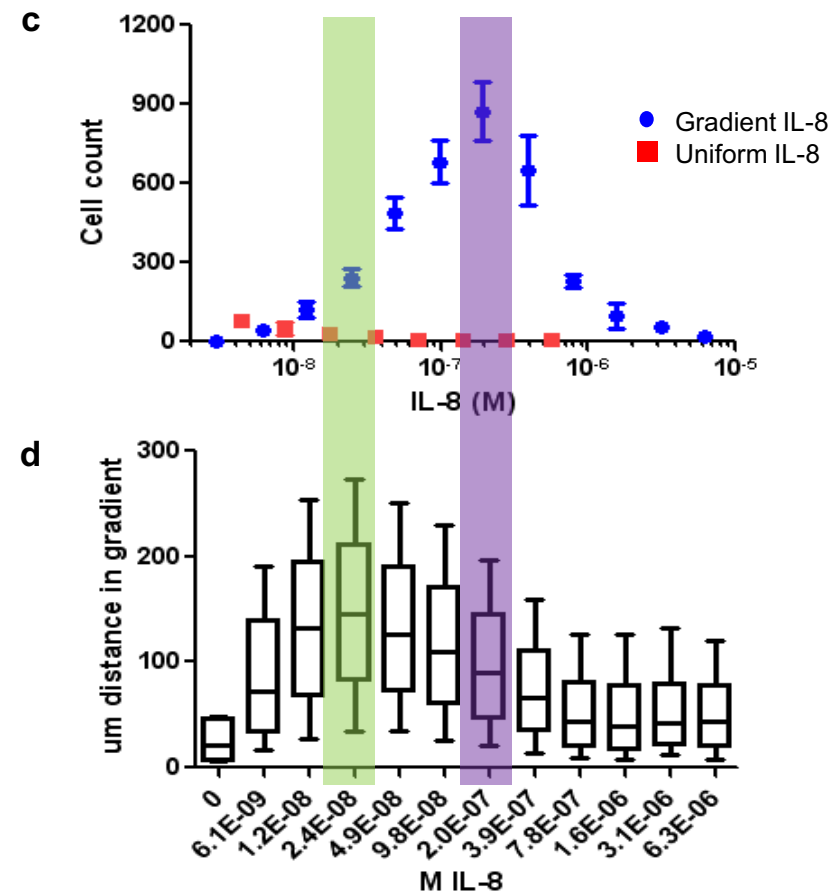 c
1200
900
600
300
0
Cell count
10-8
10-7
10-6
10-5
IL-8 (M)
Gradient IL-8
Uniform IL-8
d
300
200
100
0
um distance in gradient
0
6.1E-09
1.2E-08
2.4E-08
4.9E-08
9.8E-08
2.0E-07
3.9E-07
7.8E-07
1.6E-06
3.1E-06
6.3E-06
M IL-8